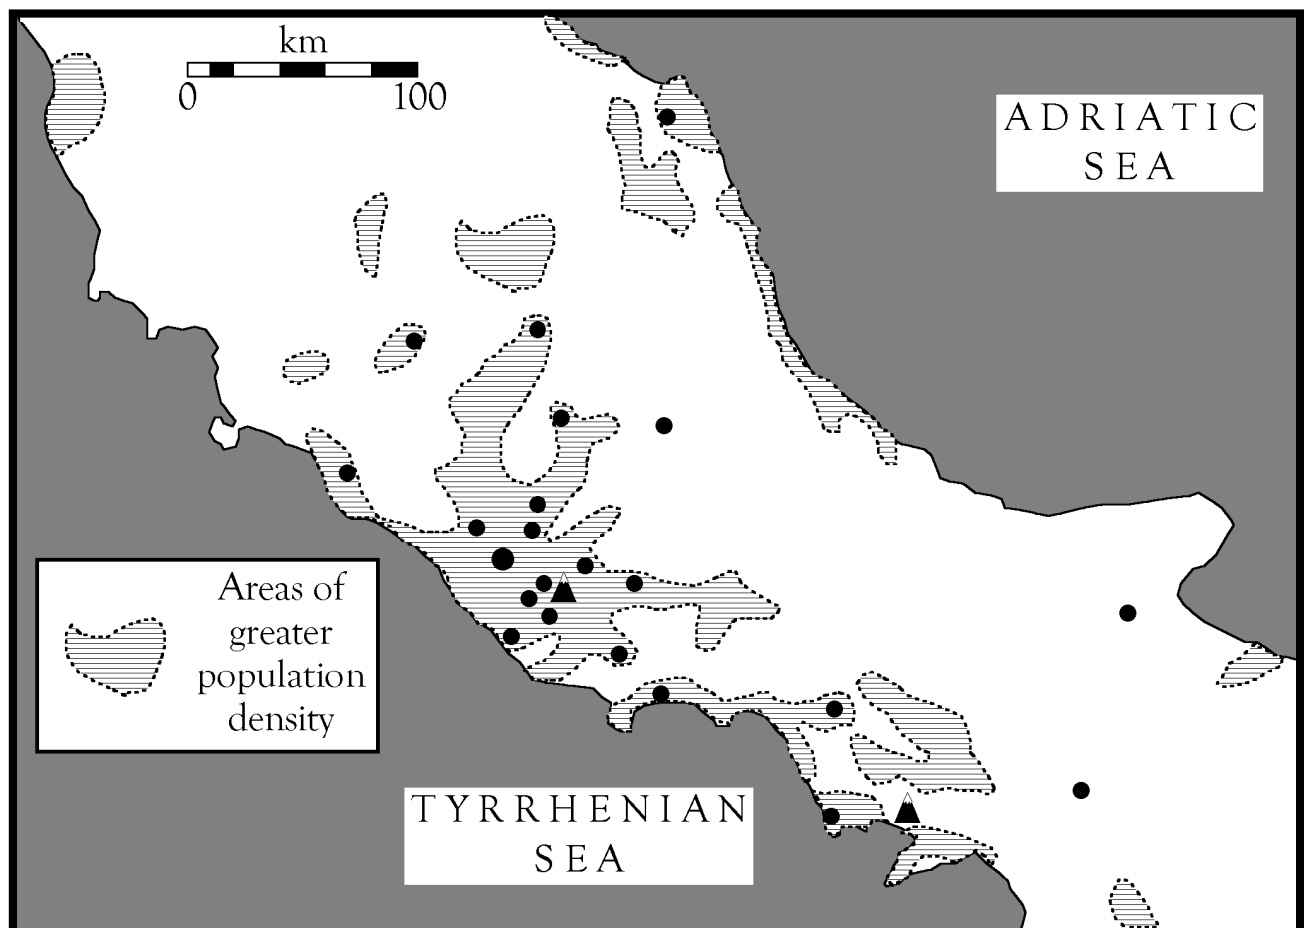 km
0 100
ADRIATIC
SEA
Areas of
greater
population
density
TYRRHENIAN
SEA